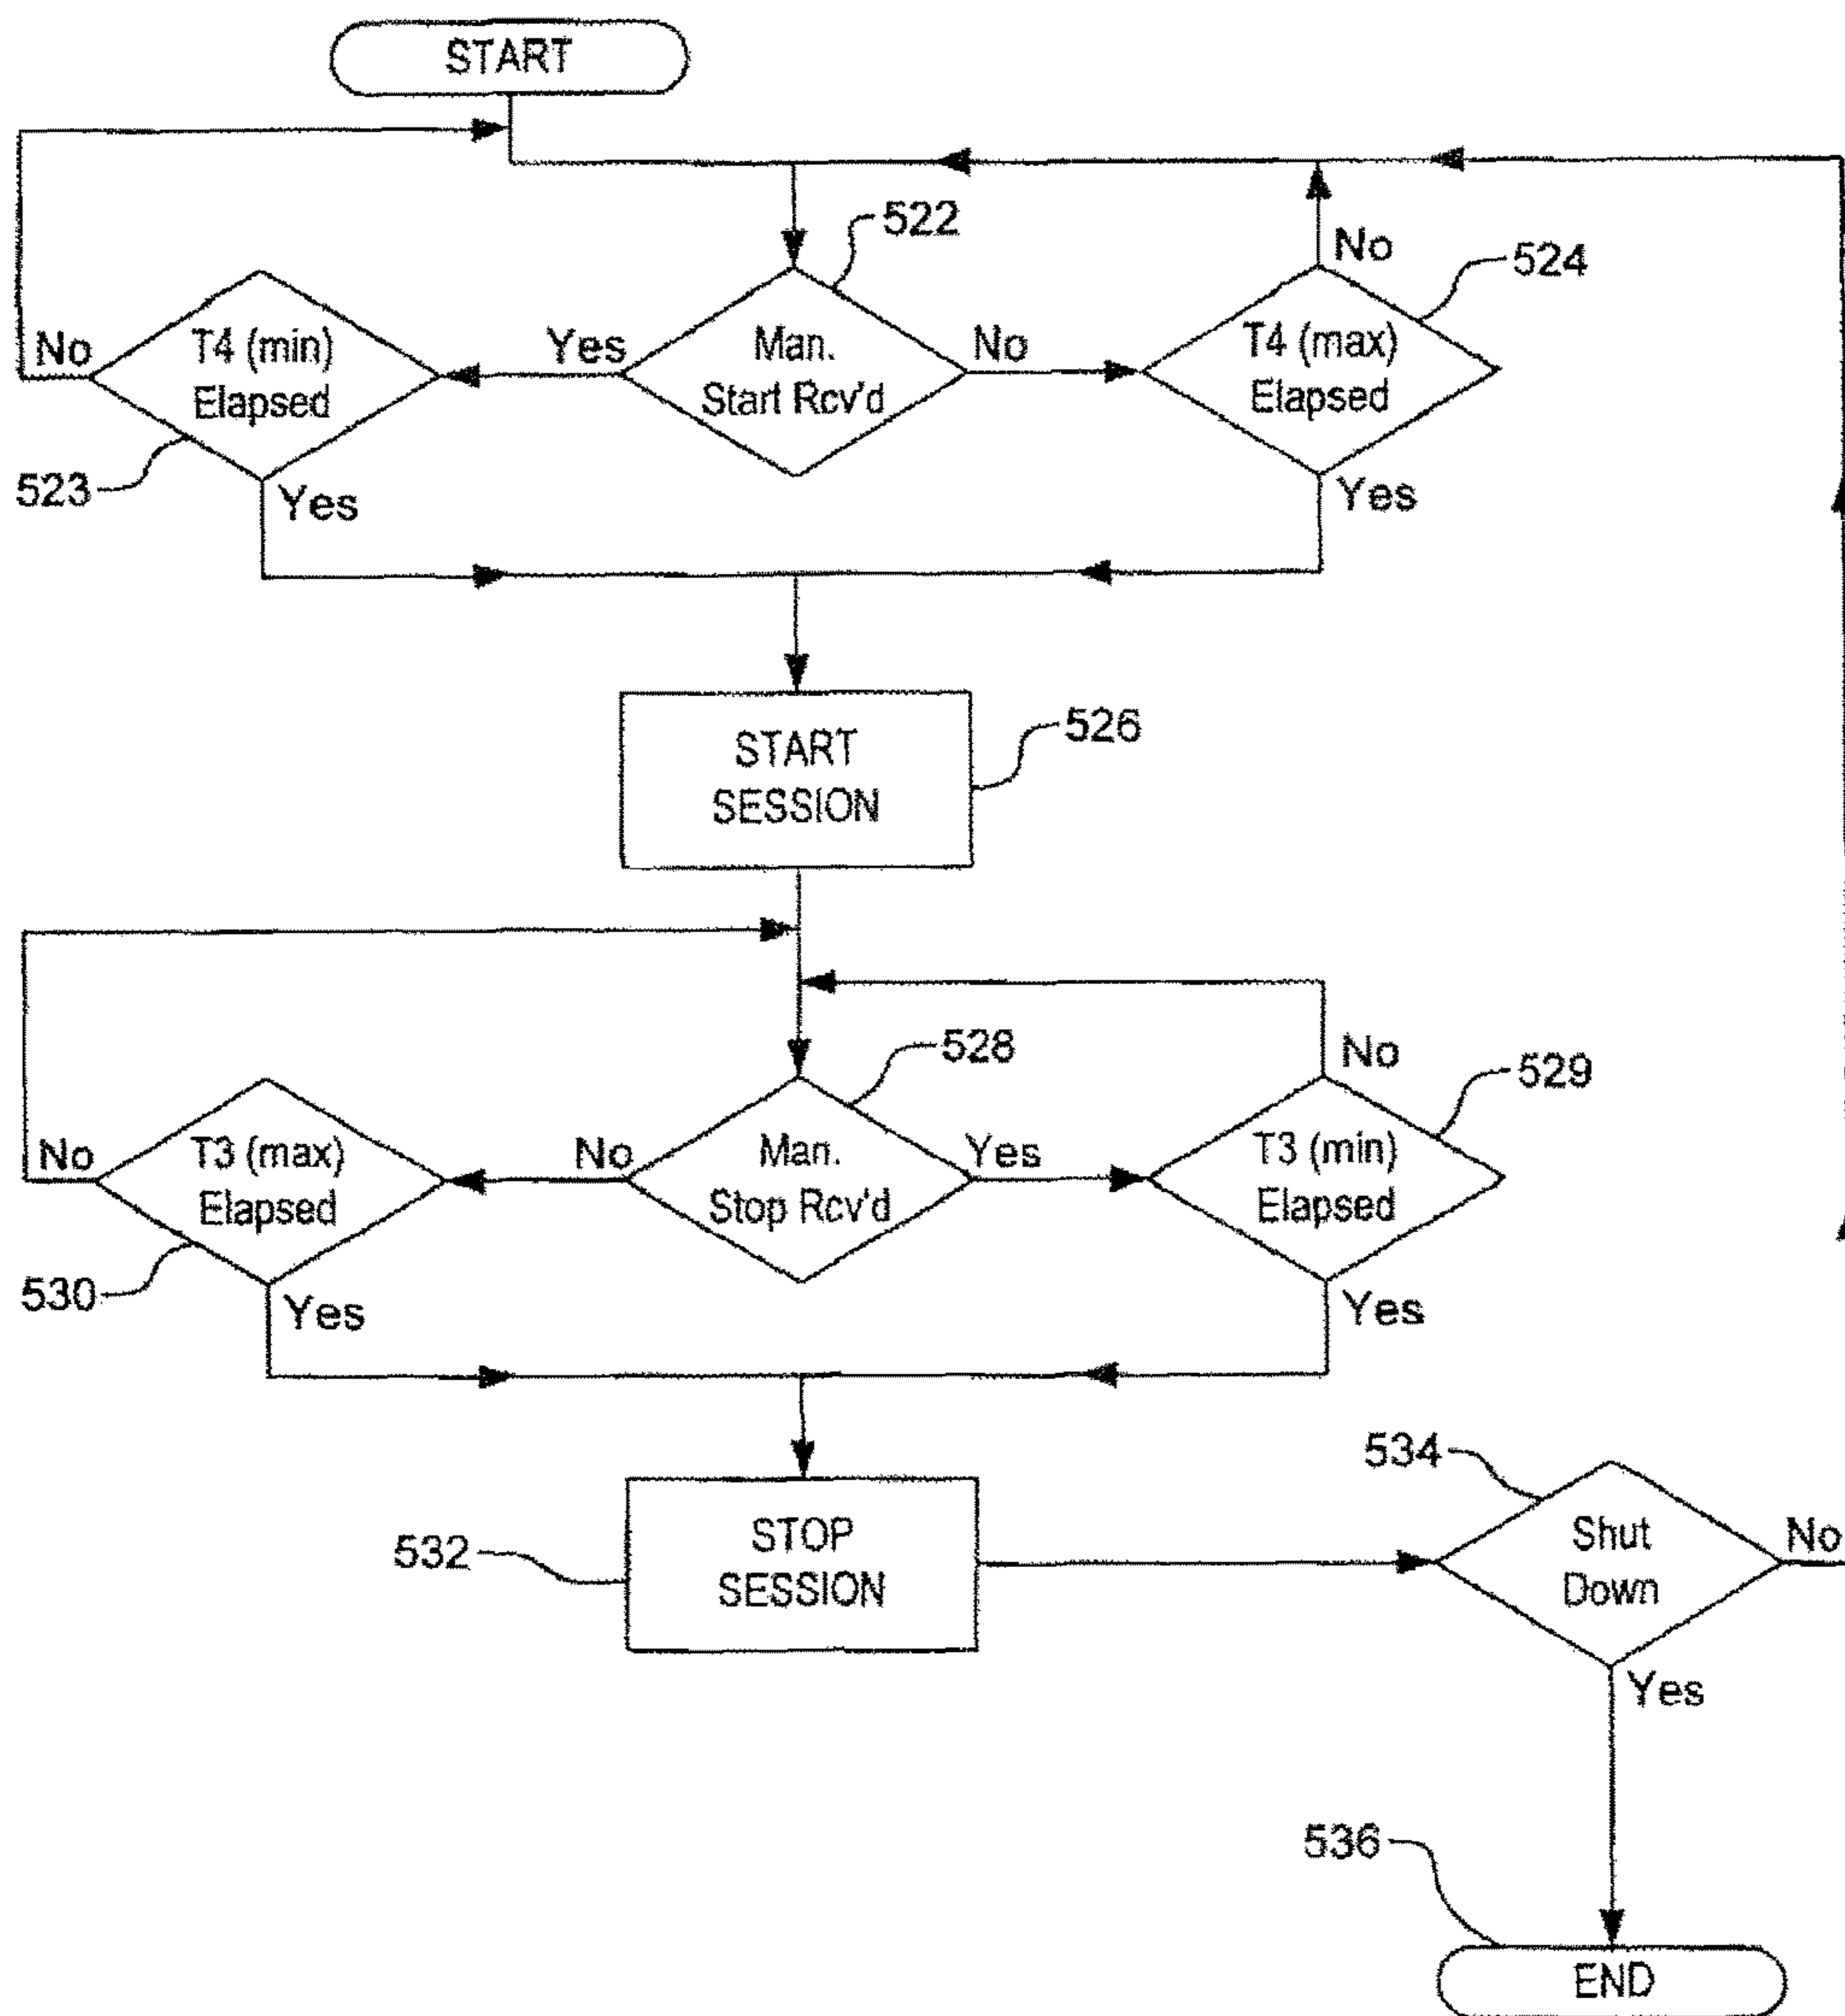 START
522
524
No
No
T4 (min)
Elapsed
Yes
Man.
Start Rcv'd
No
T4 (max)
Elapsed
523
Yes
Yes
START
SESSION
526
528
No
529
No
T3 (max)
Elapsed
No
Man.
Stop Rcv'd
Yes
T3 (min)
Elapsed
530
Yes
Yes
534
532
STOP
SESSION
Shut
Down
No
Yes
536
END